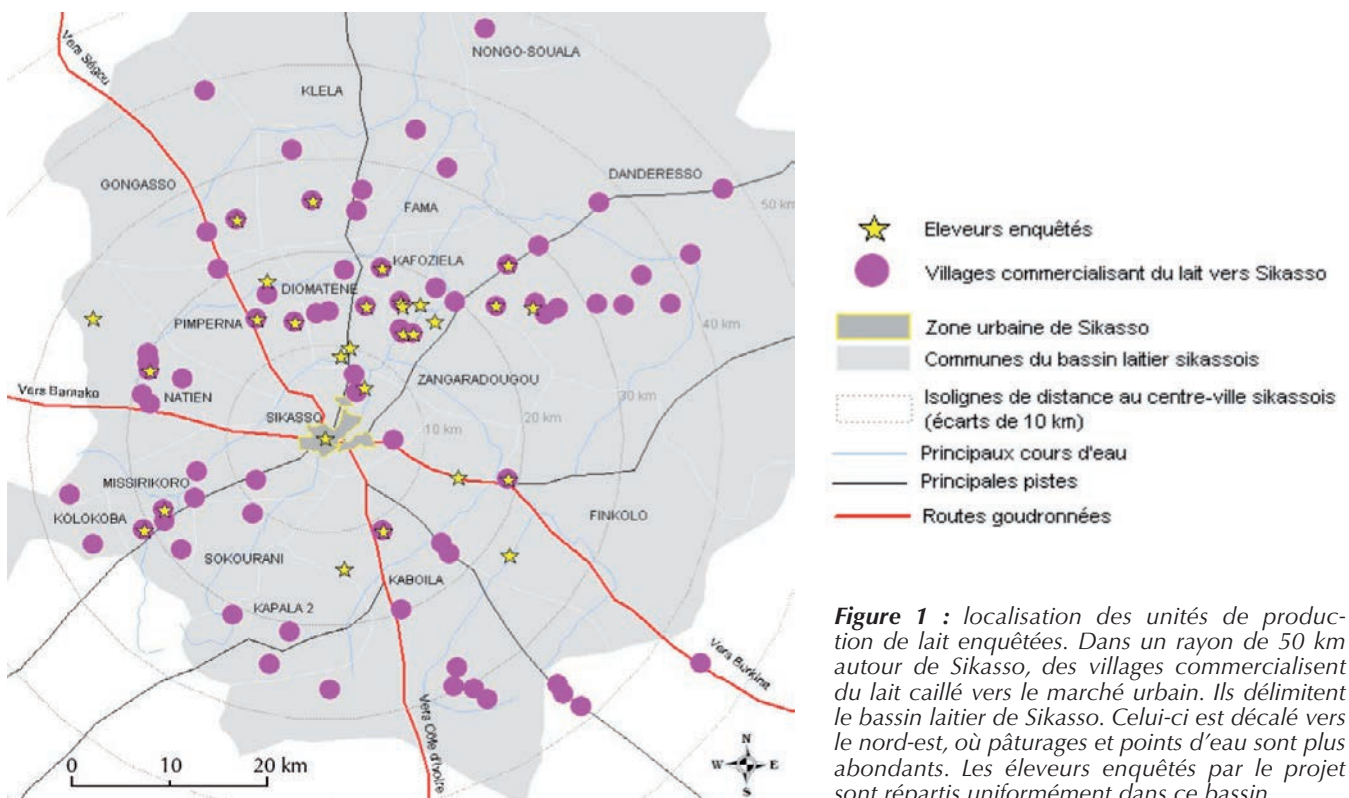 Vers Ségou
NONGO-SOUALA
KLELA
DANDERESSO
GONGASSO
50 km
FAMA
KAFOZIELA
DIOMATENE
PIMPERNA
40 km
Vers Bamako
NATIEN
ZANGARADOUGOU
30 km
SIKASSO
20 km
10 km
MISSIRIKORO
KOLOKOBA
FINKOLO
SOKOURANI
KABOILA
KAPALA 2
Vers Burkina
Vers Côte d'Ivoire
0 10 20 km
N
W E
S
Eleveurs enquêtés
Villages commercialisant du lait vers Sikasso
Zone urbaine de Sikasso
Communes du bassin laitier sikassois
Isolignes de distance au centre-ville sikassois
(écarts de 10 km)
Principaux cours d'eau
Principales pistes
Routes goudronnées
Figure 1 : localisation des unités de produc-
tion de lait enquêtées. Dans un rayon de 50 km
autour de Sikasso, des villages commercialisent
du lait caillé vers le marché urbain. Ils délimitent
le bassin laitier de Sikasso. Celui-ci est décalé vers
le nord-est, où pâturages et points d'eau sont plus
abondants. Les éleveurs enquêtés par le projet
sont répartis uniformément dans ce bassin.